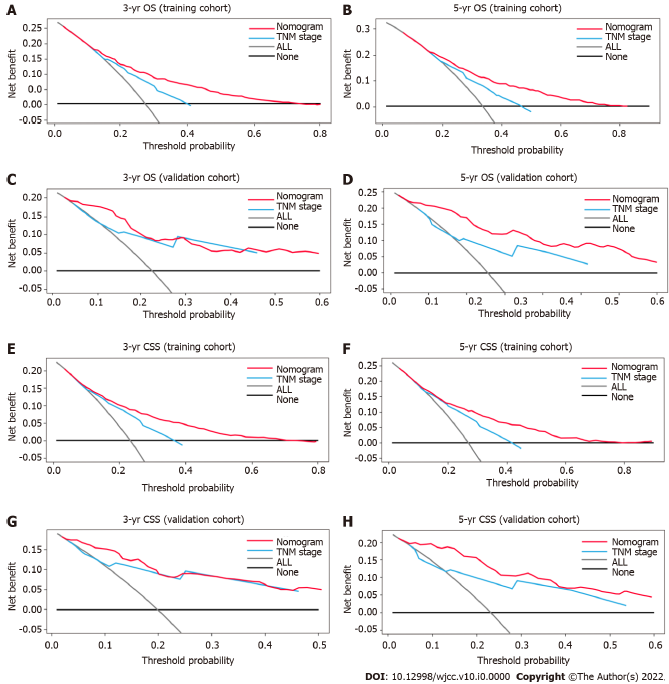 A
3-yr OS (training cohort)
Nomogram
TNM stage
ALL
None
Net benefit
0.25
0.20
0.15
0.10
0.05
0.00
-0.05
0.0 0.2 0.4 0.6 0.8
Threshold probability
B
5-yr OS (training cohort)
Nomogram
TNM stage
ALL
None
Net benefit
0.3
0.2
0.1
0.0
0.0 0.2 0.4 0.6 0.8
Threshold probability
C
3-yr OS (validation cohort)
Nomogram
TNM stage
ALL
None
Net benefit
0.20
0.15
0.10
0.05
0.00
-0.05
0.0 0.1 0.2 0.3 0.4 0.5 0.6
Threshold probability
D
5-yr OS (validation cohort)
Nomogram
TNM stage
ALL
None
Net benefit
0.25
0.20
0.15
0.10
0.05
0.00
-0.05
0.0 0.1 0.2 0.3 0.4 0.5 0.6
Threshold probability
E
3-yr CSS (training cohort)
Nomogram
TNM stage
ALL
None
Net benefit
0.20
0.15
0.10
0.05
0.00
-0.05
0.0 0.2 0.4 0.6 0.8
Threshold probability
F
5-yr CSS (training cohort)
Nomogram
TNM stage
ALL
None
Net benefit
0.25
0.20
0.15
0.10
0.05
0.00
-0.05
0.0 0.2 0.4 0.6 0.8
Threshold probability
G
3-yr CSS (validation cohort)
Nomogram
TNM stage
ALL
None
Net benefit
0.15
0.10
0.05
0.00
-0.05
0.0 0.1 0.2 0.3 0.4 0.5
Threshold probability
H
5-yr CSS (validation cohort)
Nomogram
TNM stage
ALL
None
Net benefit
0.20
0.15
0.10
0.05
0.00
-0.05
0.0 0.1 0.2 0.3 0.4 0.5 0.6
Threshold probability
DOI: 10.12998/wjcc.v10.i0.0000 Copyright ©The Author(s) 2022.